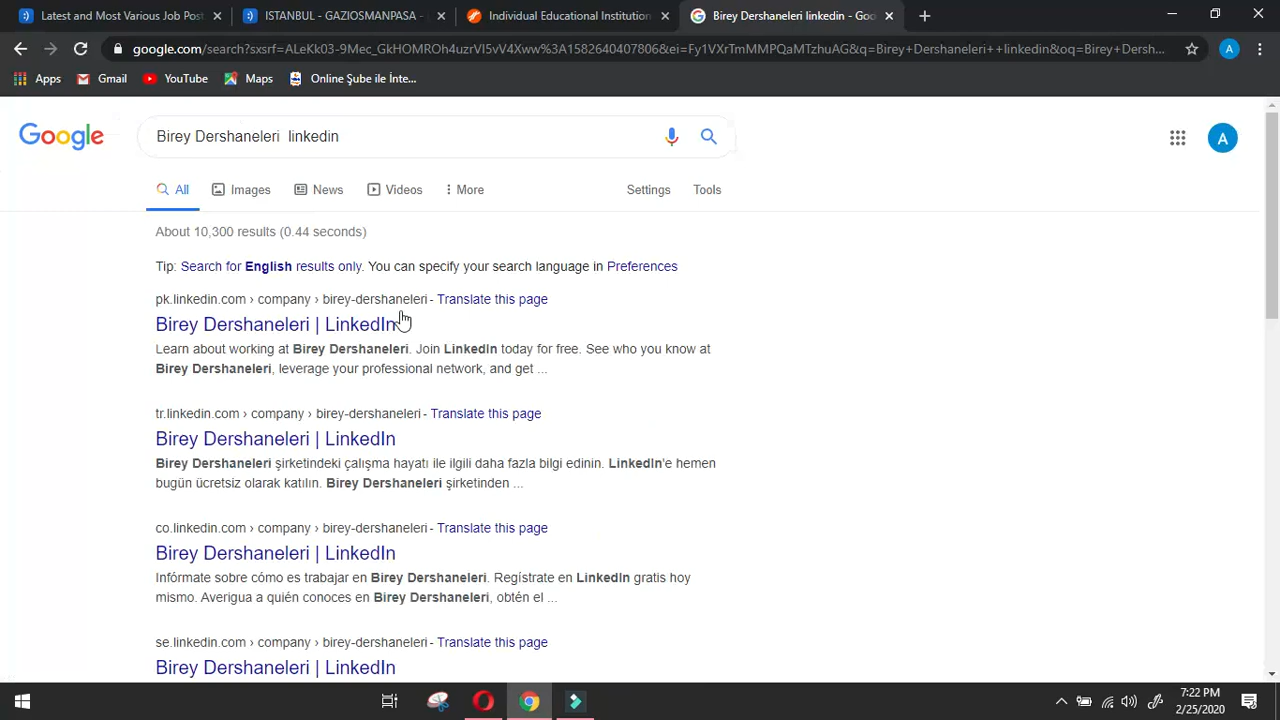 Latest and Most Various Job Post
ISTANBUL - GAZIOSMANPASA -
Individual Educational Institution
Birey Dershaneleri linkedin - Goo
google.com/search?sxsrf=ALeKk03-9Mec_GkHOMROh4uzrVI5vV4Xww%3A1582640407806&ei=Fy1VXrTmMMPQaMTzhuAG&q=Birey+Dershaneleri++linkedin&oq=Birey+Dersh...
A
Apps
Gmail
YouTube
Maps
Online Şube ile İnte...
Google
Birey Dershaneleri  linkedin
A
All
Images
News
Videos
More
Settings
Tools
About 10,300 results (0.44 seconds)
Tip: Search for English results only. You can specify your search language in Preferences
pk.linkedin.com › company › birey-dershaneleri - Translate this page
Birey Dershaneleri | LinkedIn
Learn about working at Birey Dershaneleri. Join LinkedIn today for free. See who you know at
Birey Dershaneleri, leverage your professional network, and get ...
tr.linkedin.com › company › birey-dershaneleri - Translate this page
Birey Dershaneleri | LinkedIn
Birey Dershaneleri şirketindeki çalışma hayatı ile ilgili daha fazla bilgi edinin. LinkedIn'e hemen
bugün ücretsiz olarak katılın. Birey Dershaneleri şirketinden ...
co.linkedin.com › company › birey-dershaneleri - Translate this page
Birey Dershaneleri | LinkedIn
Infórmate sobre cómo es trabajar en Birey Dershaneleri. Regístrate en LinkedIn gratis hoy
mismo. Averigua a quién conoces en Birey Dershaneleri, obtén el ...
se.linkedin.com › company › birey-dershaneleri - Translate this page
Birey Dershaneleri | LinkedIn
7:22 PM
2/25/2020